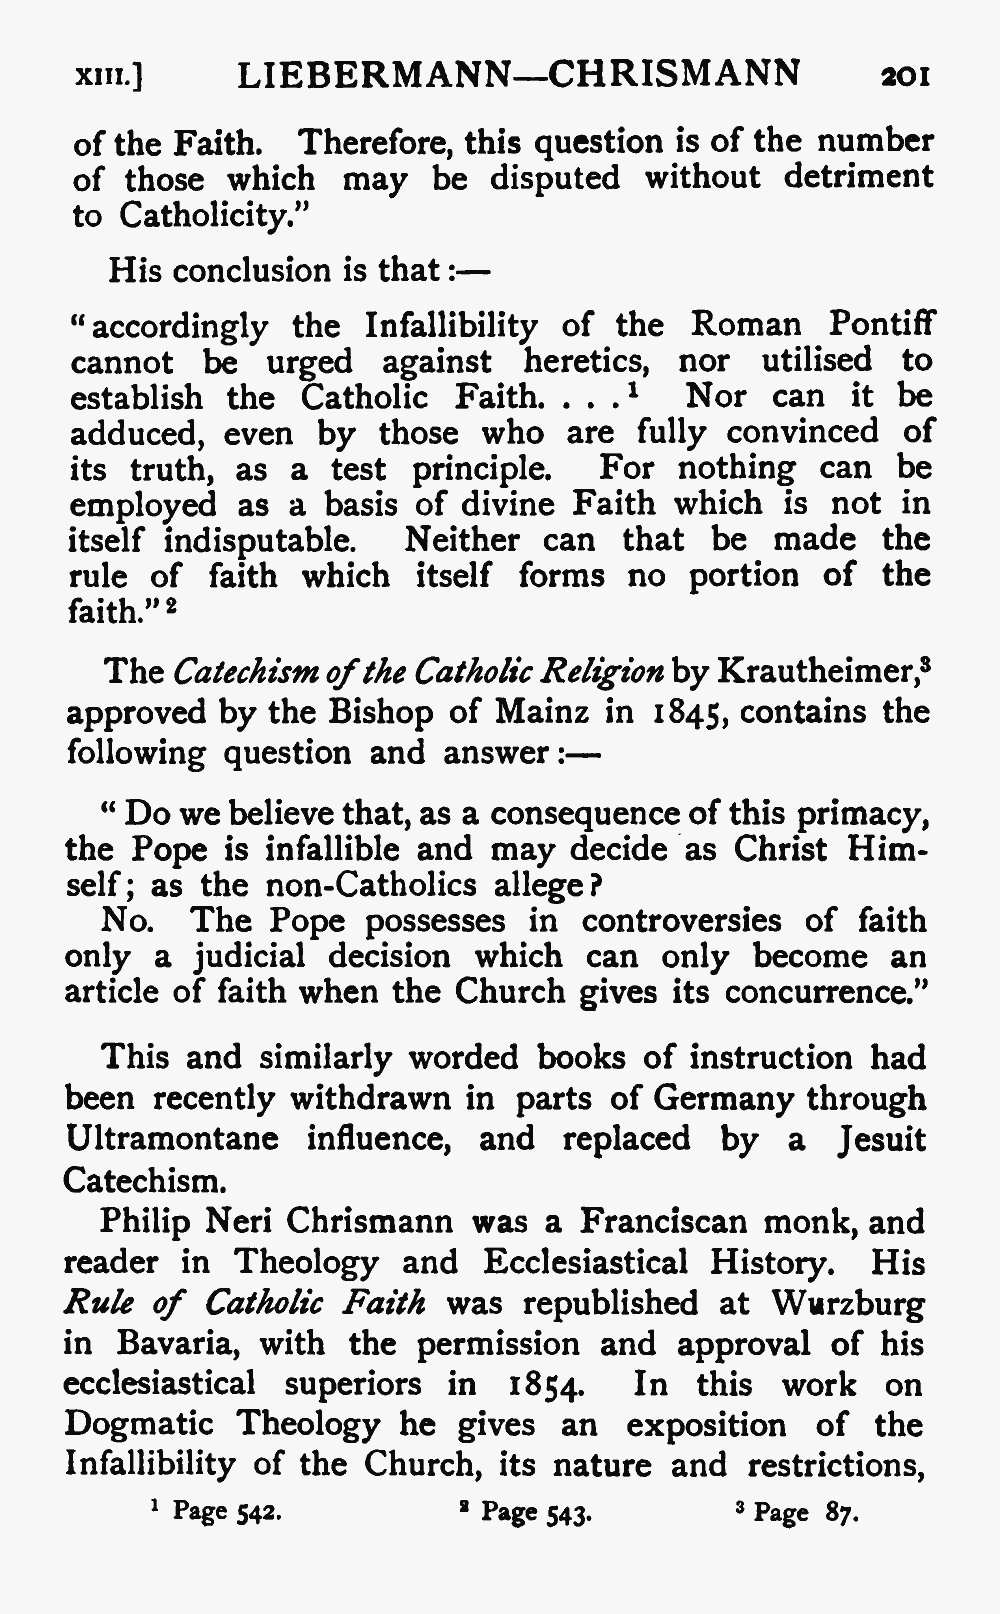 XIII.] LIEBERMANN—CHRISMANN 201
of the Faith. Therefore, this question is of the number
of those which may be disputed without detriment
to Catholicity.”
His conclusion is that :—
“accordingly the Infallibility of the Roman Pontiff
cannot be urged against heretics, nor utilised to
establish the Catholic Faith. . . .¹ Nor can it be
adduced, even by those who are fully convinced of
its truth, as a test principle. For nothing can be
employed as a basis of divine Faith which is not in
itself indisputable. Neither can that be made the
rule of faith which itself forms no portion of the
faith.”²
The Catechism of the Catholic Religion by Krautheimer,³
approved by the Bishop of Mainz in 1845, contains the
following question and answer :—
“ Do we believe that, as a consequence of this primacy,
the Pope is infallible and may decide as Christ Him-
self; as the non-Catholics allege?
No. The Pope possesses in controversies of faith
only a judicial decision which can only become an
article of faith when the Church gives its concurrence.”
This and similarly worded books of instruction had
been recently withdrawn in parts of Germany through
Ultramontane influence, and replaced by a Jesuit
Catechism.
Philip Neri Chrismann was a Franciscan monk, and
reader in Theology and Ecclesiastical History. His
Rule of Catholic Faith was republished at Wurzburg
in Bavaria, with the permission and approval of his
ecclesiastical superiors in 1854. In this work on
Dogmatic Theology he gives an exposition of the
Infallibility of the Church, its nature and restrictions,
¹ Page 542. ² Page 543. ³ Page 87.